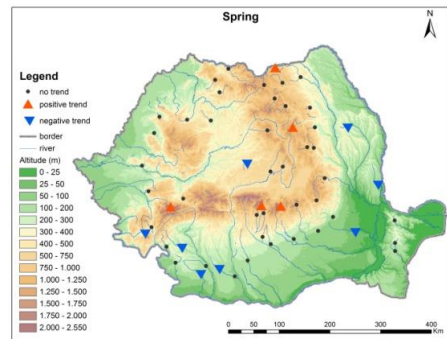 Spring
N
Legend
no trend
positive trend
negative trend
border
river
Altitude (m)
0 - 25
25 - 50
50 - 100
100 - 200
200 - 300
300 - 400
400 - 500
500 - 750
750 - 1.000
1.000 - 1.250
1.250 - 1.500
1.500 - 1.750
1.750 - 2.000
2.000 - 2.550
0 50 100 200 300 400
Km